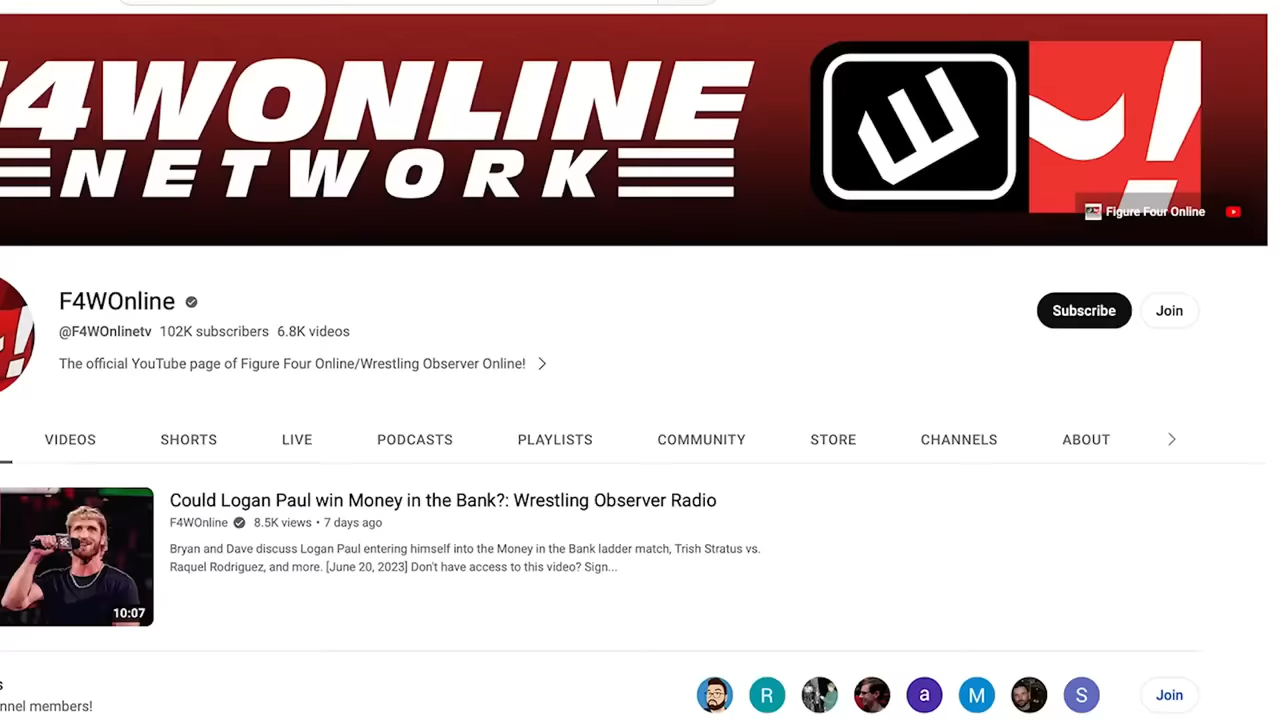 F4WONLINE
NETWORK
Figure Four Online
F4WOnline
@F4WOnlinetv 102K subscribers 6.8K videos
The official YouTube page of Figure Four Online/Wrestling Observer Online!
Subscribe
Join
VIDEOS SHORTS LIVE PODCASTS PLAYLISTS COMMUNITY STORE CHANNELS ABOUT
Could Logan Paul win Money in the Bank?: Wrestling Observer Radio
F4WOnline 8.5K views • 7 days ago
Bryan and Dave discuss Logan Paul entering himself into the Money in the Bank ladder match, Trish Stratus vs.
Raquel Rodriguez, and more. [June 20, 2023] Don't have access to this video? Sign...
10:07
R a M S
Join
nnel members!